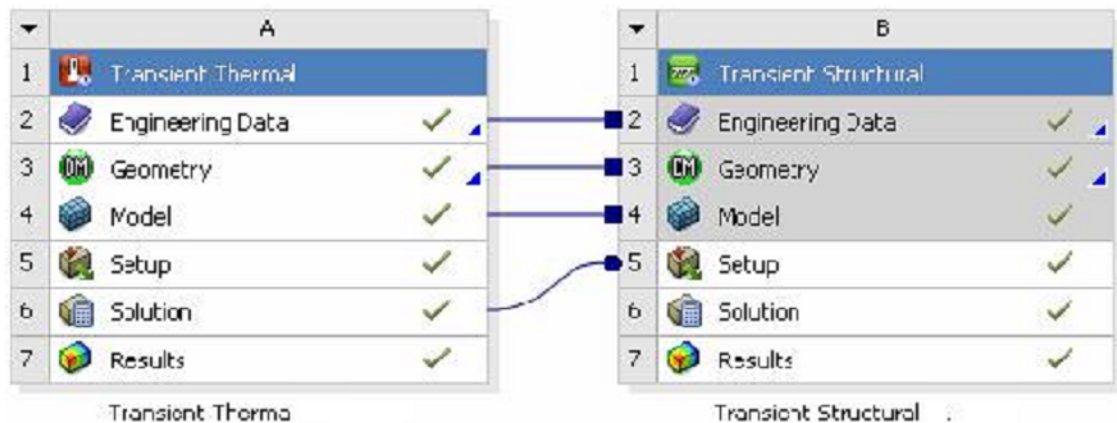 A
1 Transient Thermal
2 Engineering Data
3 Geometry
4 Model
5 Setup
6 Solution
7 Results
Transient Therma
B
1 Transient Structural
2 Engineering Data
3 Geometry
4 Model
5 Setup
6 Solution
7 Results
Transient Structural